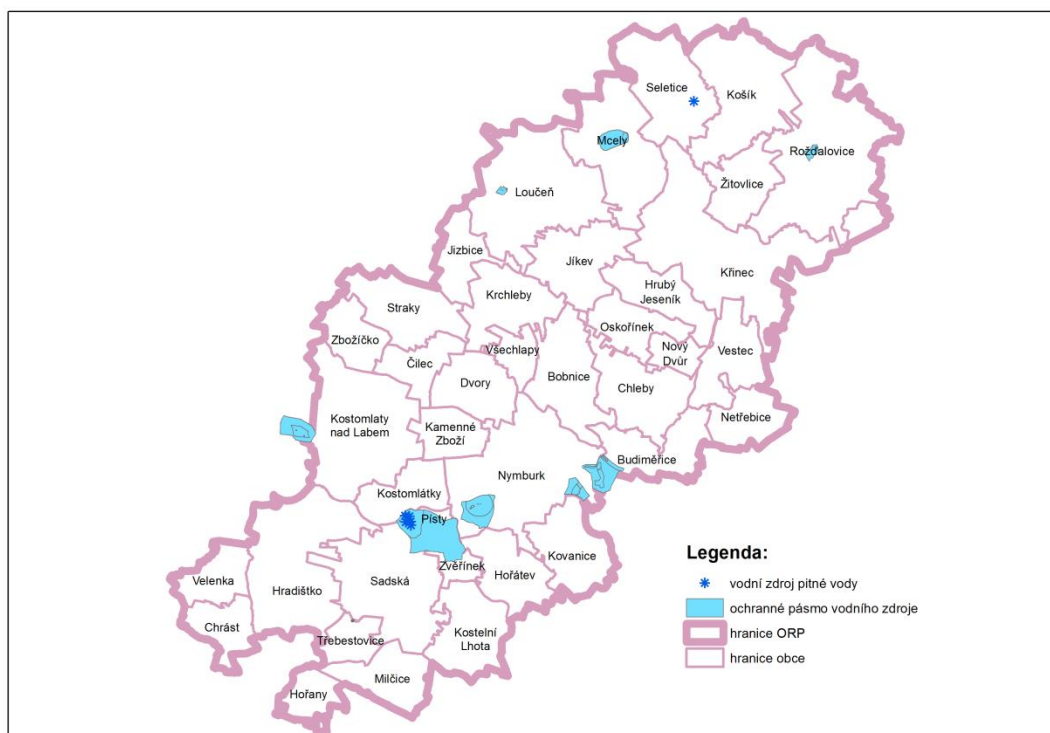 Seletice
Košík
Mcely
Rožďalovice
Loučeň
Žitovlice
Jizbice
Jíkev
Křinec
Krchleby
Hrubý
Jeseník
Straky
Oskořínek
Zbožíčko
Všechlapy
Nový
Dvůr
Vestec
Čilec
Dvory
Bobnice
Chleby
Kostomlaty
nad Labem
Kamenné
Zboží
Netřebice
Budiměřice
Nymburk
Kostomlátky
Písty
Kovanice
Zvěřínek
Hořátev
Velenka
Hradištko
Sadská
Chrást
Třebestovice
Kostelní
Lhota
Milčice
Hořany
Legenda:
vodní zdroj pitné vody
ochranné pásmo vodního zdroje
hranice ORP
hranice obce